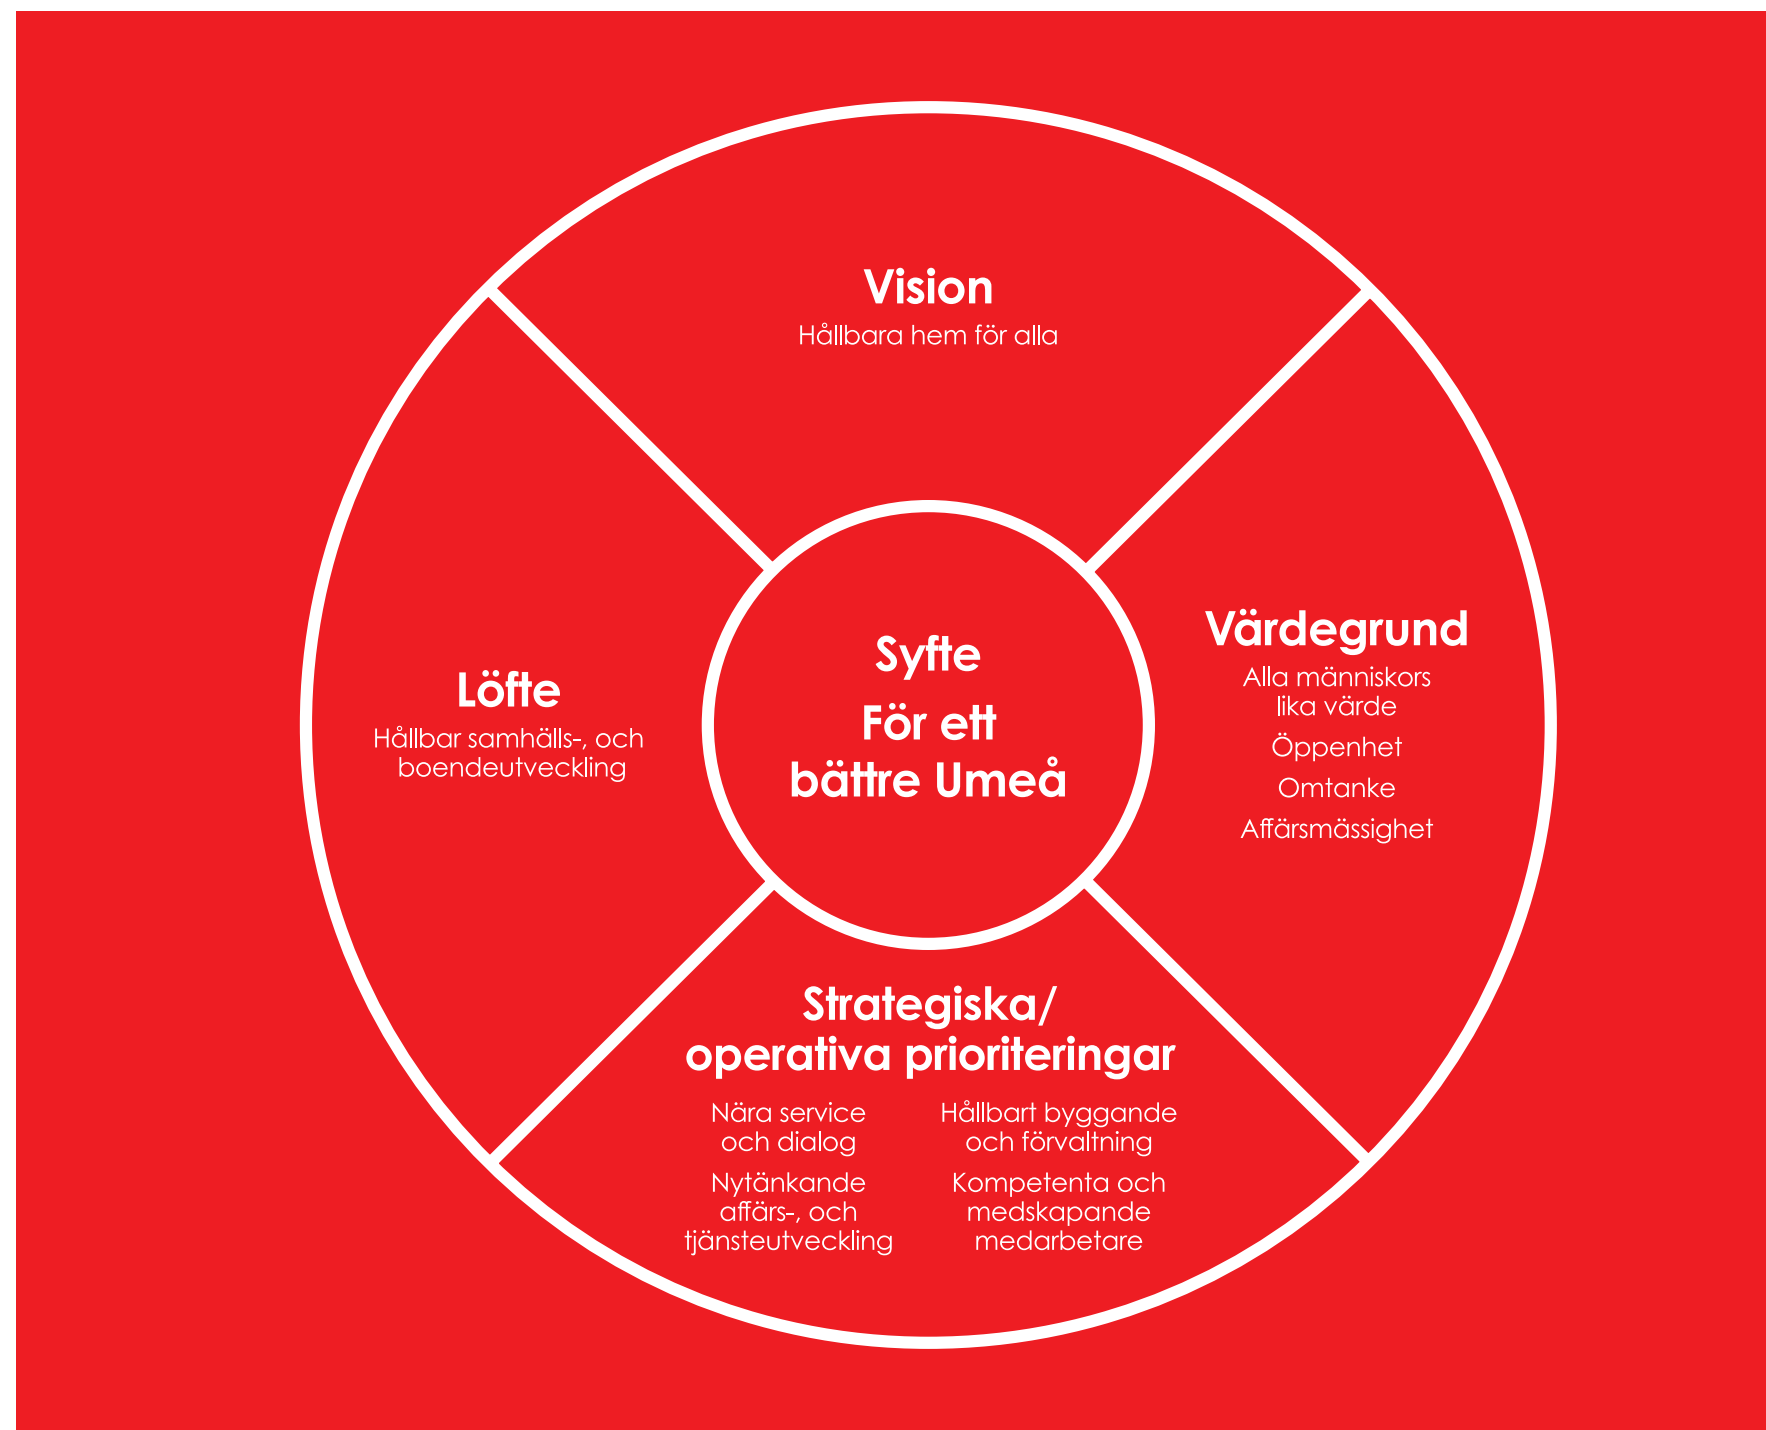 Vision
Hållbara hem för alla
Löfte
Hållbar samhälls-, och
boendeutveckling
Syfte
För ett
bättre Umeå
Värdegrund
Alla människors
lika värde
Öppenhet
Omtanke
Affärsmässighet
Strategiska/
operativa prioriteringar
Nära service
och dialog
Nytänkande
affärs-, och
tjänsteutveckling
Hållbart byggande
och förvaltning
Kompetenta och
medskapande
medarbetare